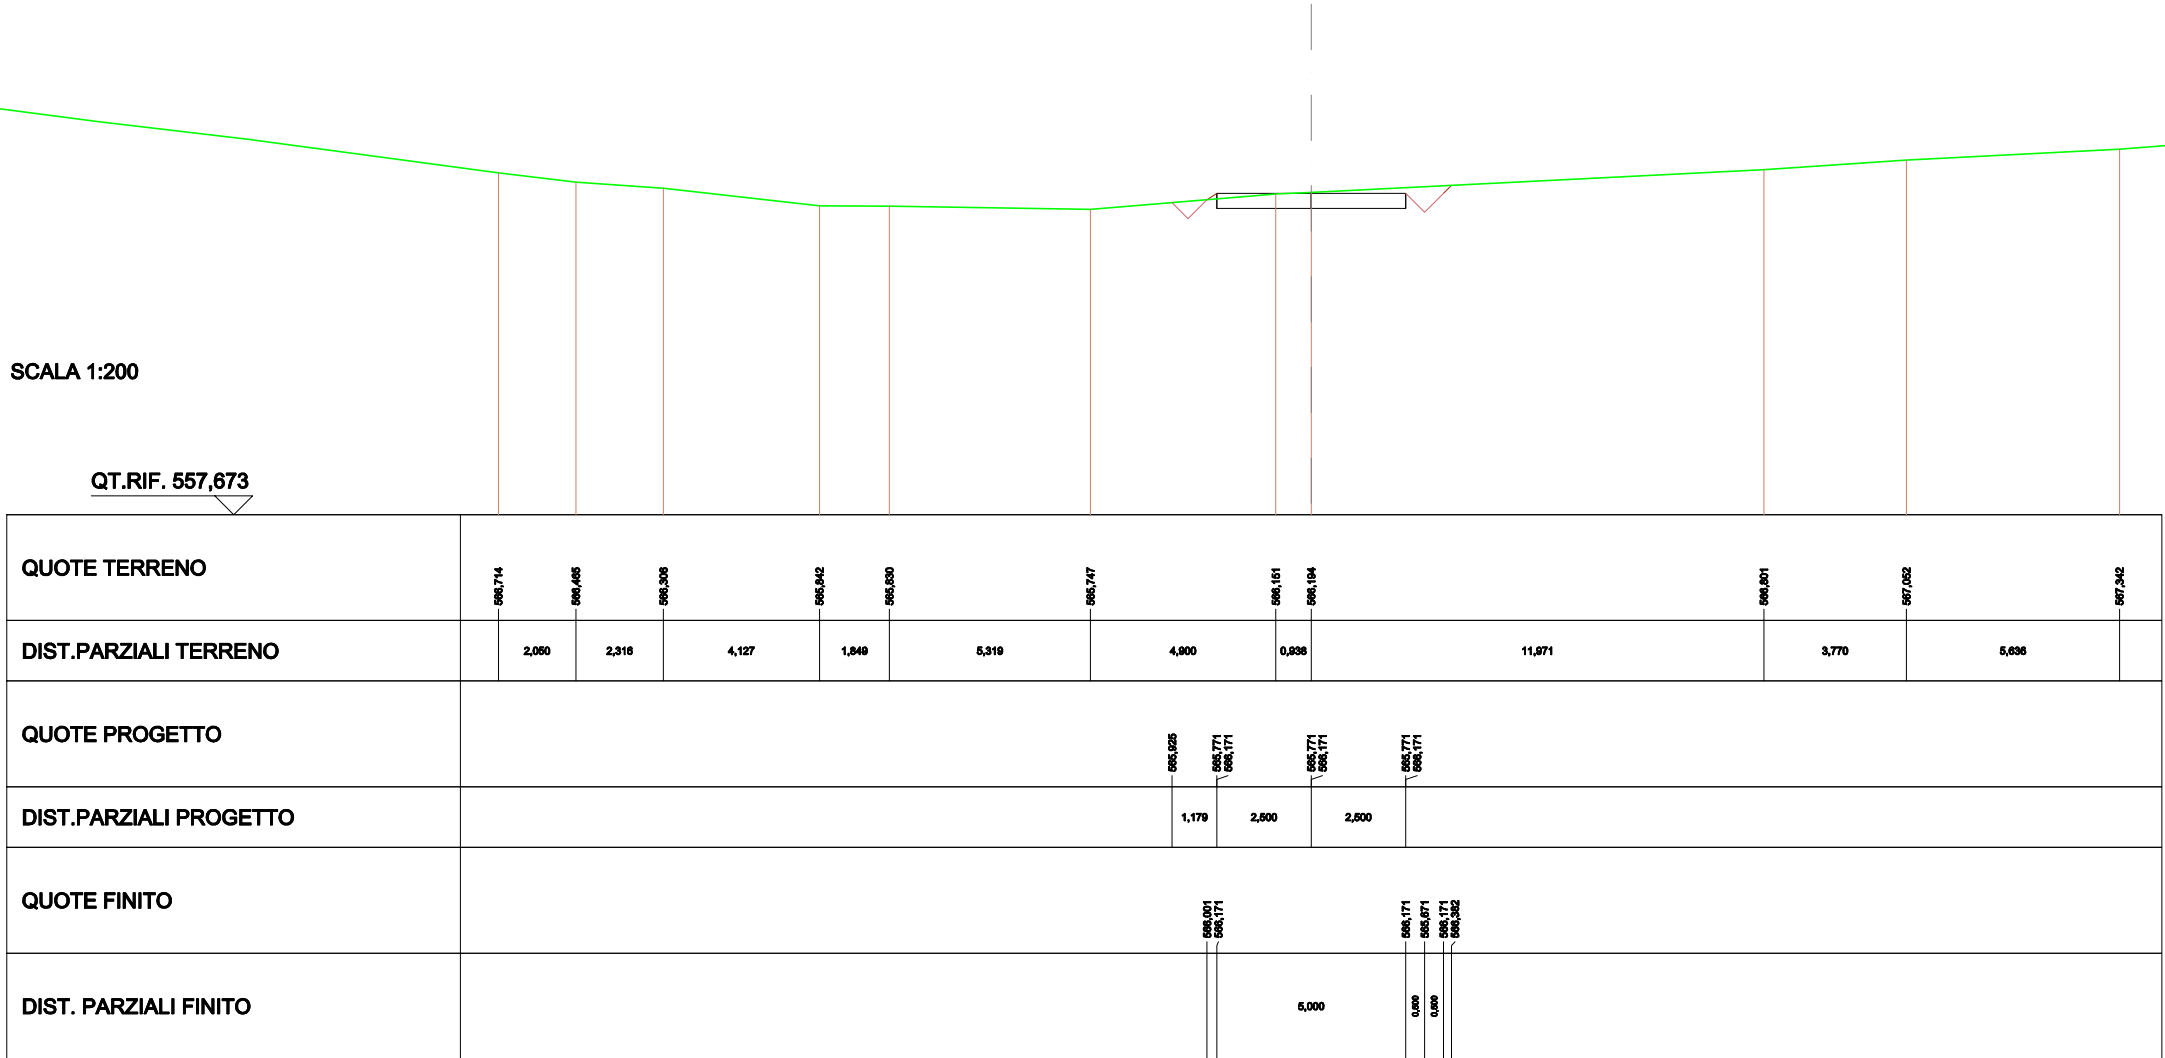 SCALA 1:200
QT.RIF. 557,673
QUOTE TERRENO
566,714 566,465 566,306 565,842 565,830 565,747 566,151 566,194 566,801 567,052 567,342
DIST.PARZIALI TERRENO
2,050 2,316 4,127 1,849 5,319 4,900 0,938 11,971 3,770 5,636
QUOTE PROGETTO
565,925 565,771 566,171 565,771 566,171 565,771 566,171
DIST.PARZIALI PROGETTO
1,179 2,500 2,500
QUOTE FINITO
566,001 566,171 566,171 565,671 566,171 566,382
DIST. PARZIALI FINITO
5,000 0,500 0,500